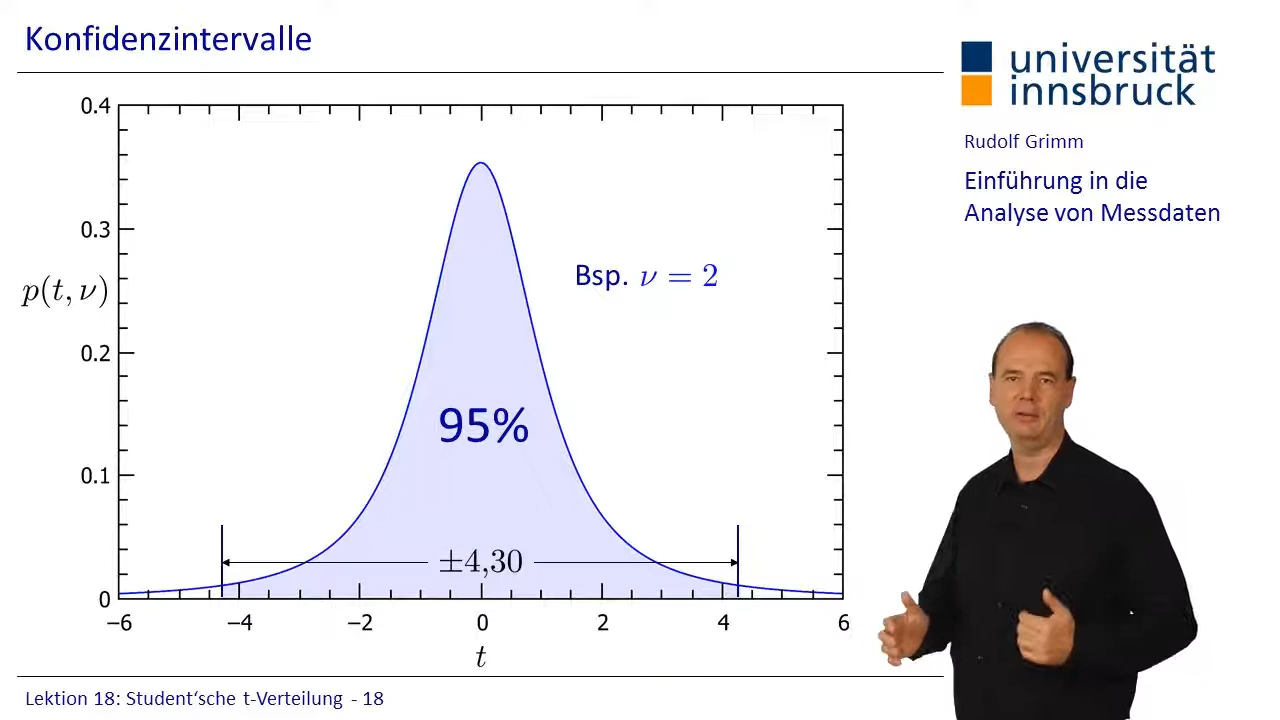 Konfidenzintervalle
universität
innsbruck
Rudolf Grimm
Einführung in die
Analyse von Messdaten
0.4
0.3
p(t, ν)
0.2
0.1
0
Bsp. ν = 2
95%
±4,30
−6 −4 −2 0 2 4 6
t
Lektion 18: Student‘sche t-Verteilung - 18